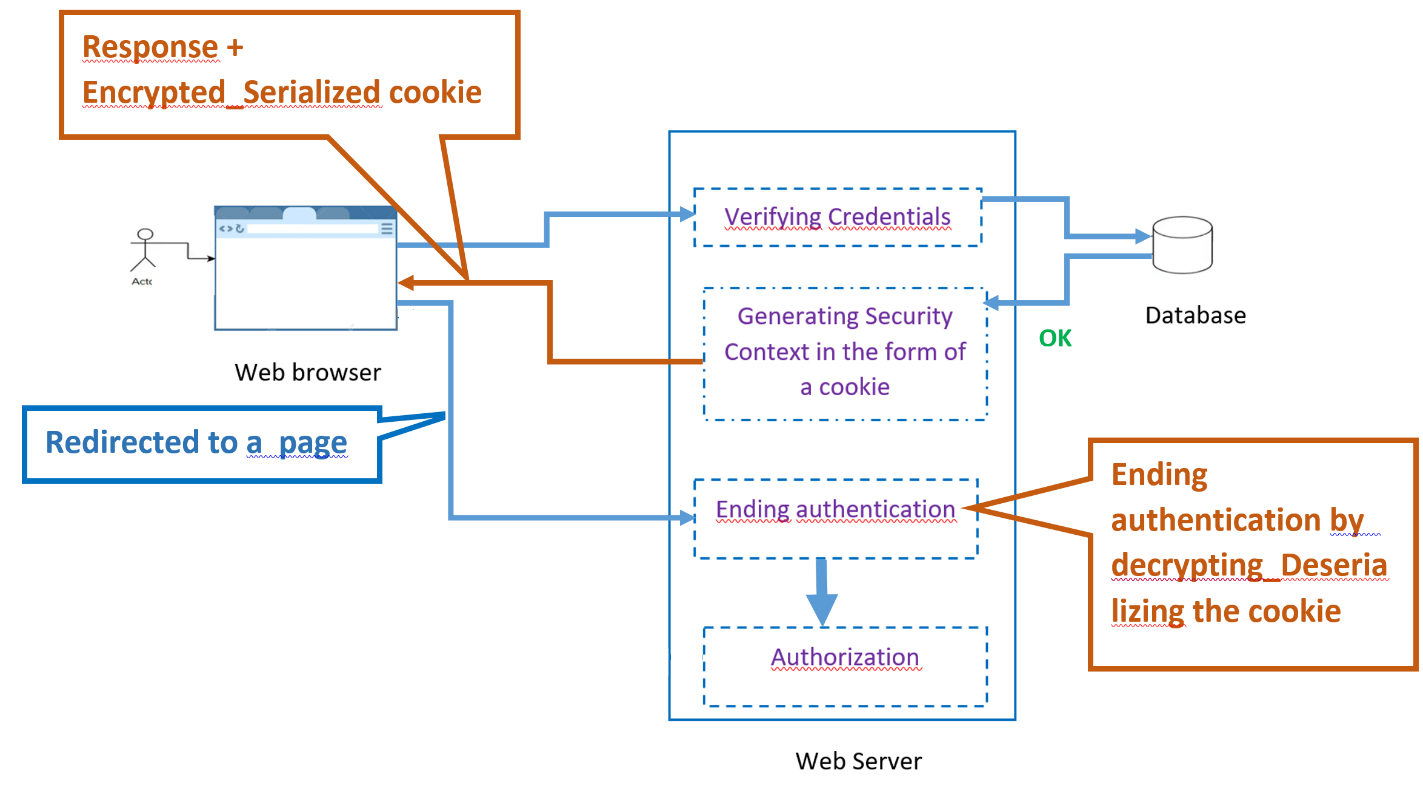 Response +
Encrypted_Serialized cookie
Verifying Credentials
Generating Security
Context in the form of
a cookie
OK
Database
Acto
Web browser
Redirected to a page
Ending authentication
Ending
authentication by
decrypting_Deseria
lizing the cookie
Authorization
Web Server